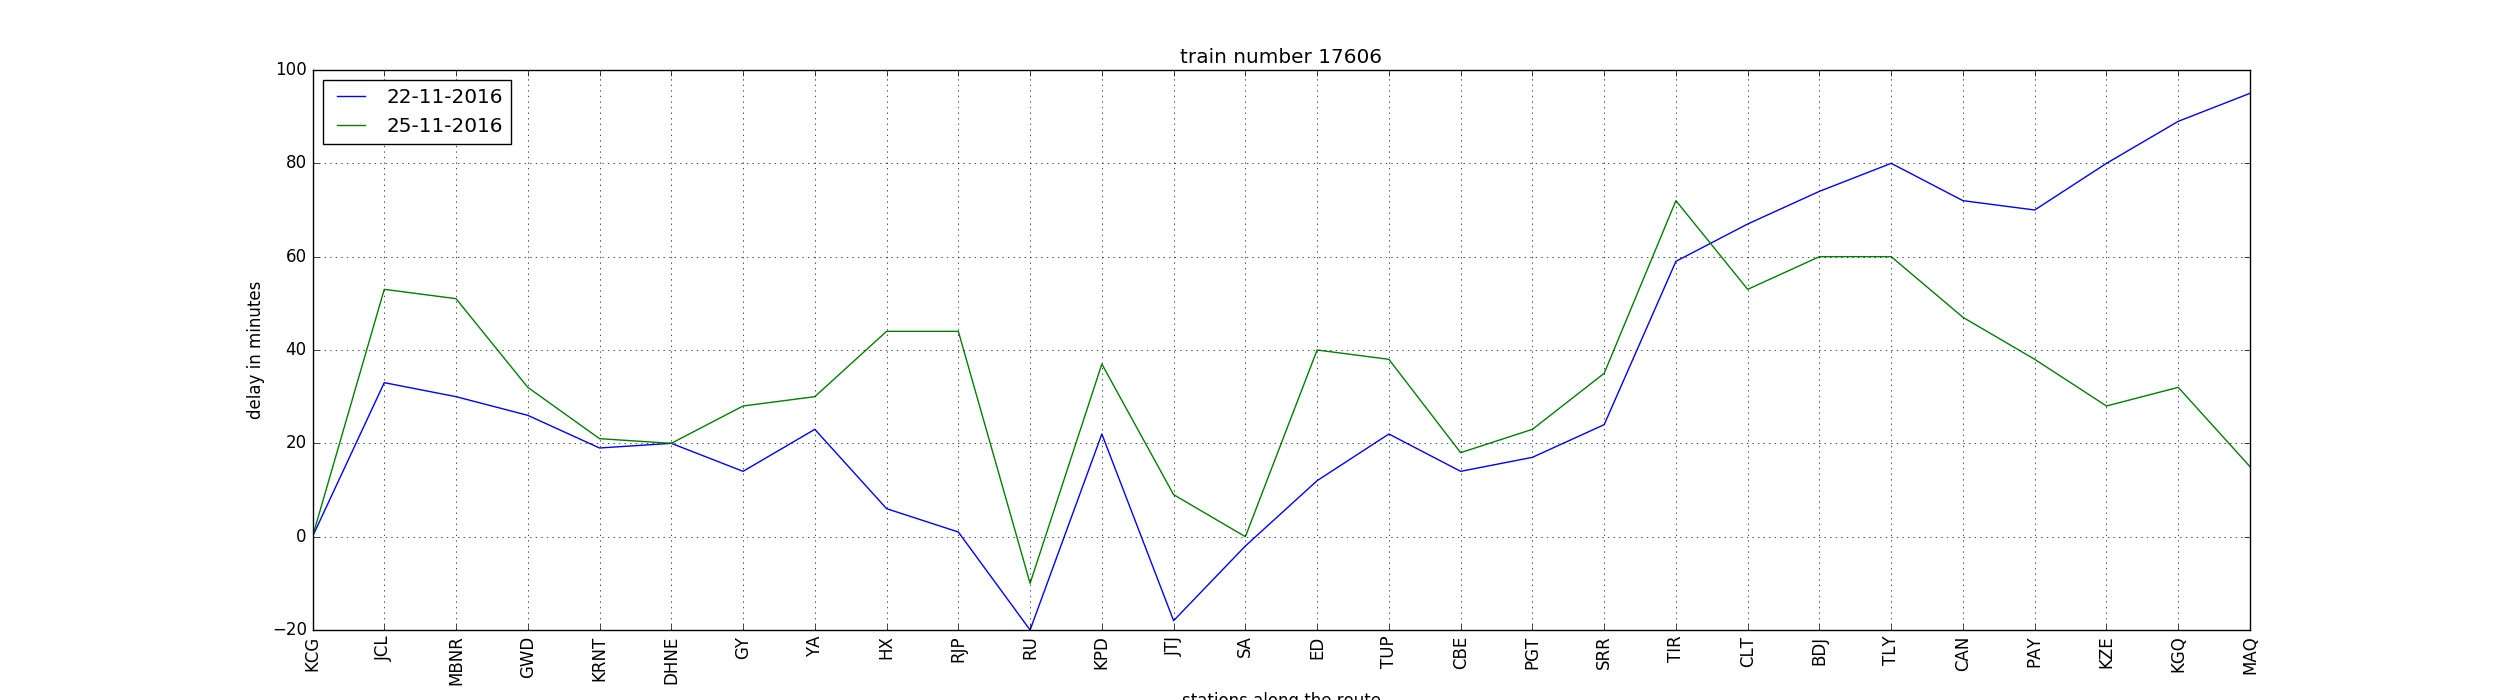 train number 17606
100
80
60
40
20
0
−20
delay in minutes
22-11-2016
25-11-2016
KCG
JCL
MBNR
GWD
KRNT
DHNE
GY
YA
HX
RJP
RU
KPD
JTJ
SA
ED
TUP
CBE
PGT
SRR
TIR
CLT
BDJ
TLY
CAN
PAY
KZE
KGQ
MAQ
stations along the route